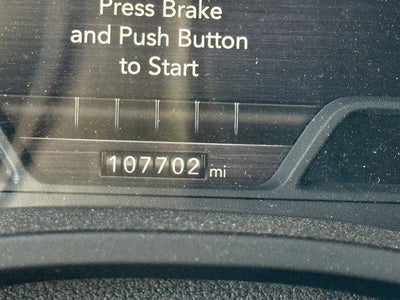 Press Brake
and Push Button
to Start
107702 mi